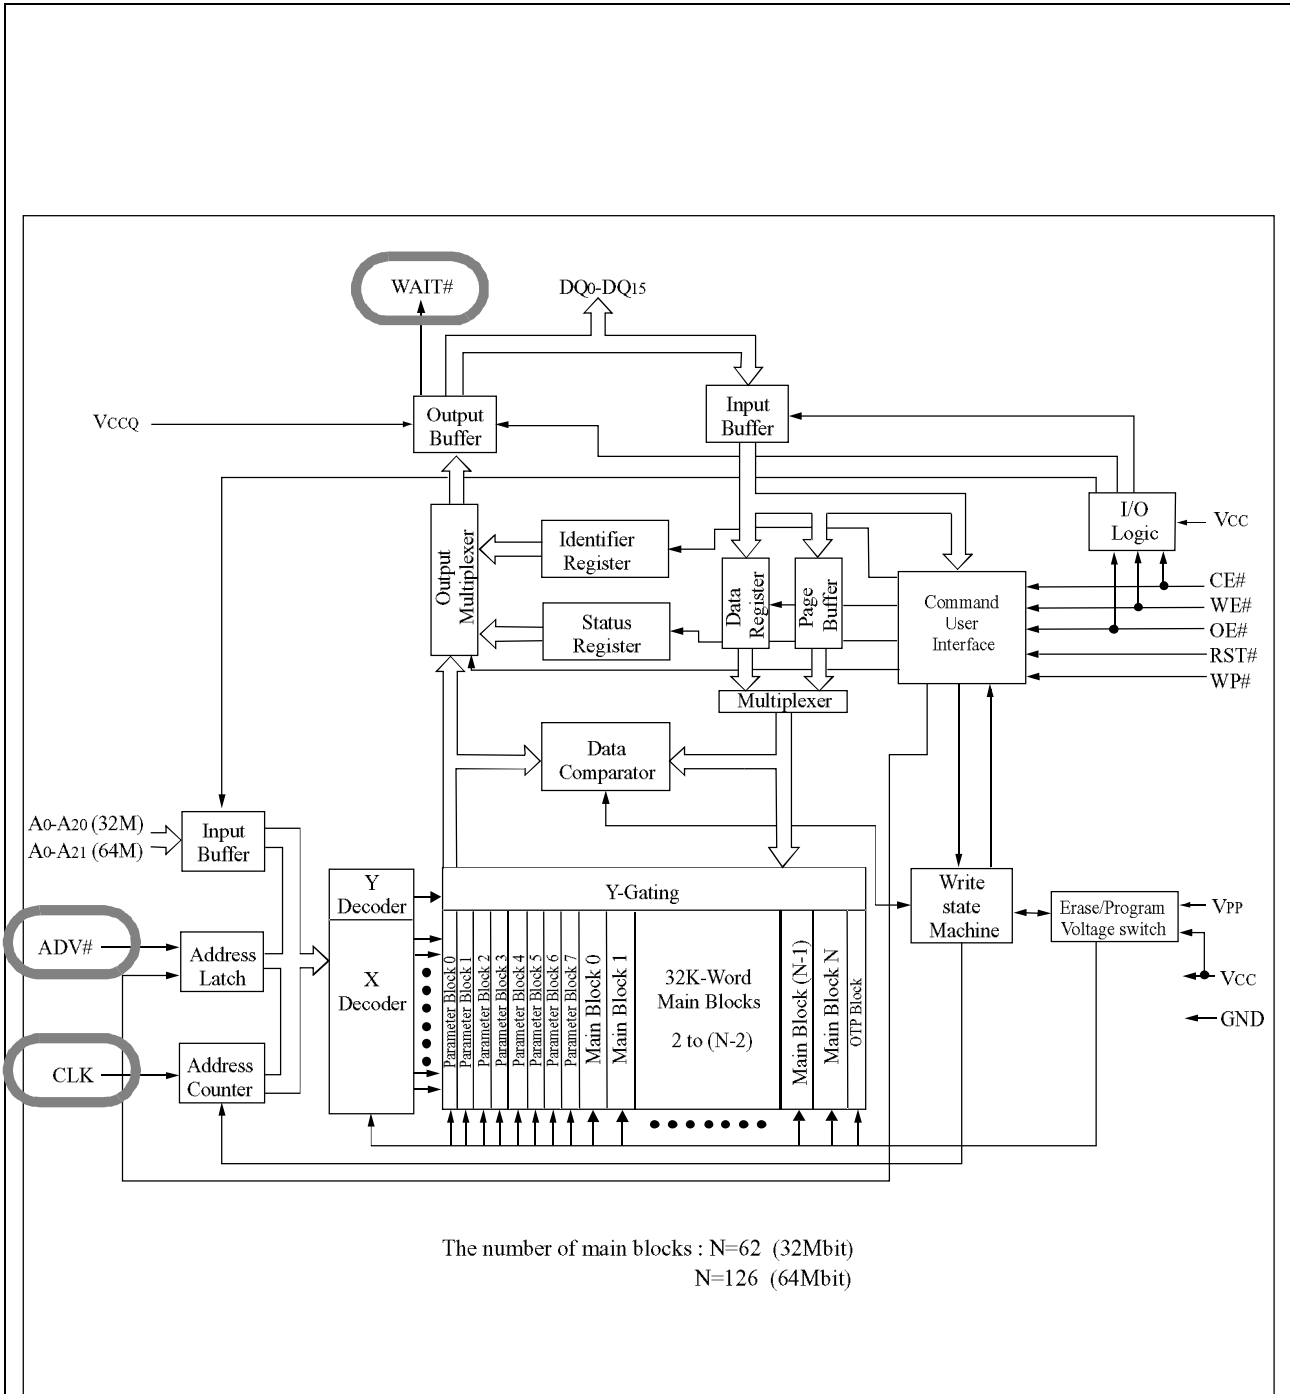 WAIT#
DQ0-DQ15
VCCQ
Output
Buffer
Input
Buffer
I/O
Logic
VCC
Output
Multiplexer
Identifier
Register
Status
Register
Data
Register
Page
Buffer
Command
User
Interface
CE#
WE#
OE#
RST#
WP#
Multiplexer
Data
Comparator
A0-A20 (32M)
A0-A21 (64M)
Input
Buffer
Y
Decoder
Y-Gating
Write
state
Machine
Erase/Program
Voltage switch
VPP
ADV#
Address
Latch
X
Decoder
Parameter Block 0
Parameter Block 1
Parameter Block 2
Parameter Block 3
Parameter Block 4
Parameter Block 5
Parameter Block 6
Parameter Block 7
Main Block 0
Main Block 1
32K-Word
Main Blocks
2 to (N-2)
Main Block (N-1)
Main Block N
OTP Block
VCC
GND
CLK
Address
Counter
The number of main blocks : N=62 (32Mbit)
N=126 (64Mbit)